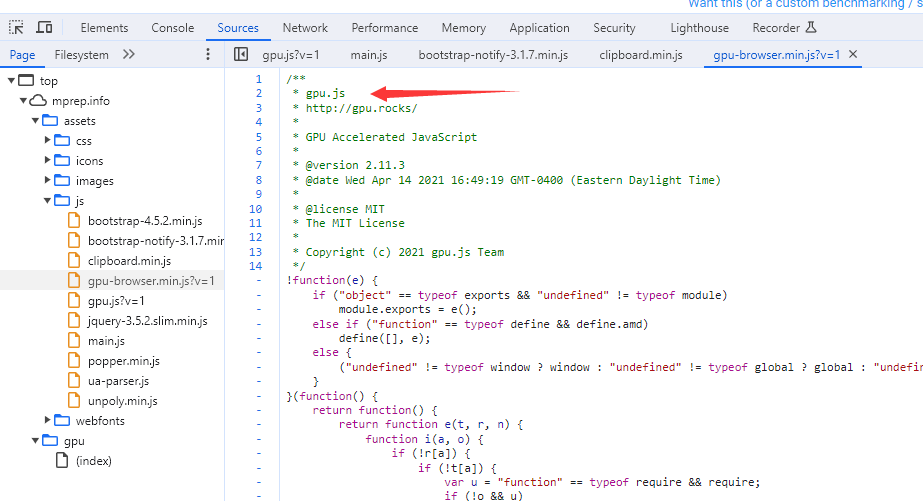 Want this (or a custom benchmarking / s
Elements Console Sources Network Performance Memory Application Security Lighthouse Recorder
Page Filesystem
gpu.js?v=1 main.js bootstrap-notify-3.1.7.min.js clipboard.min.js gpu-browser.min.js?v=1
top
mprep.info
assets
css
icons
images
js
bootstrap-4.5.2.min.js
bootstrap-notify-3.1.7.mir
clipboard.min.js
gpu-browser.min.js?v=1
gpu.js?v=1
jquery-3.5.2.slim.min.js
main.js
popper.min.js
ua-parser.js
unpoly.min.js
webfonts
gpu
(index)
1 /**
2 * gpu.js
3 * http://gpu.rocks/
4 *
5 * GPU Accelerated JavaScript
6 *
7 * @version 2.11.3
8 * @date Wed Apr 14 2021 16:49:19 GMT-0400 (Eastern Daylight Time)
9 *
10 * @license MIT
11 * The MIT License
12 *
13 * Copyright (c) 2021 gpu.js Team
14 */
- !function(e) {
- if ("object" == typeof exports && "undefined" != typeof module)
- module.exports = e();
- else if ("function" == typeof define && define.amd)
- define([], e);
- else {
- ("undefined" != typeof window ? window : "undefined" != typeof global ? global : "undefin
- }
- }(function() {
- return function() {
- return function e(t, r, n) {
- function i(a, o) {
- if (!r[a]) {
- if (!t[a]) {
- var u = "function" == typeof require && require;
- if (!o && u)